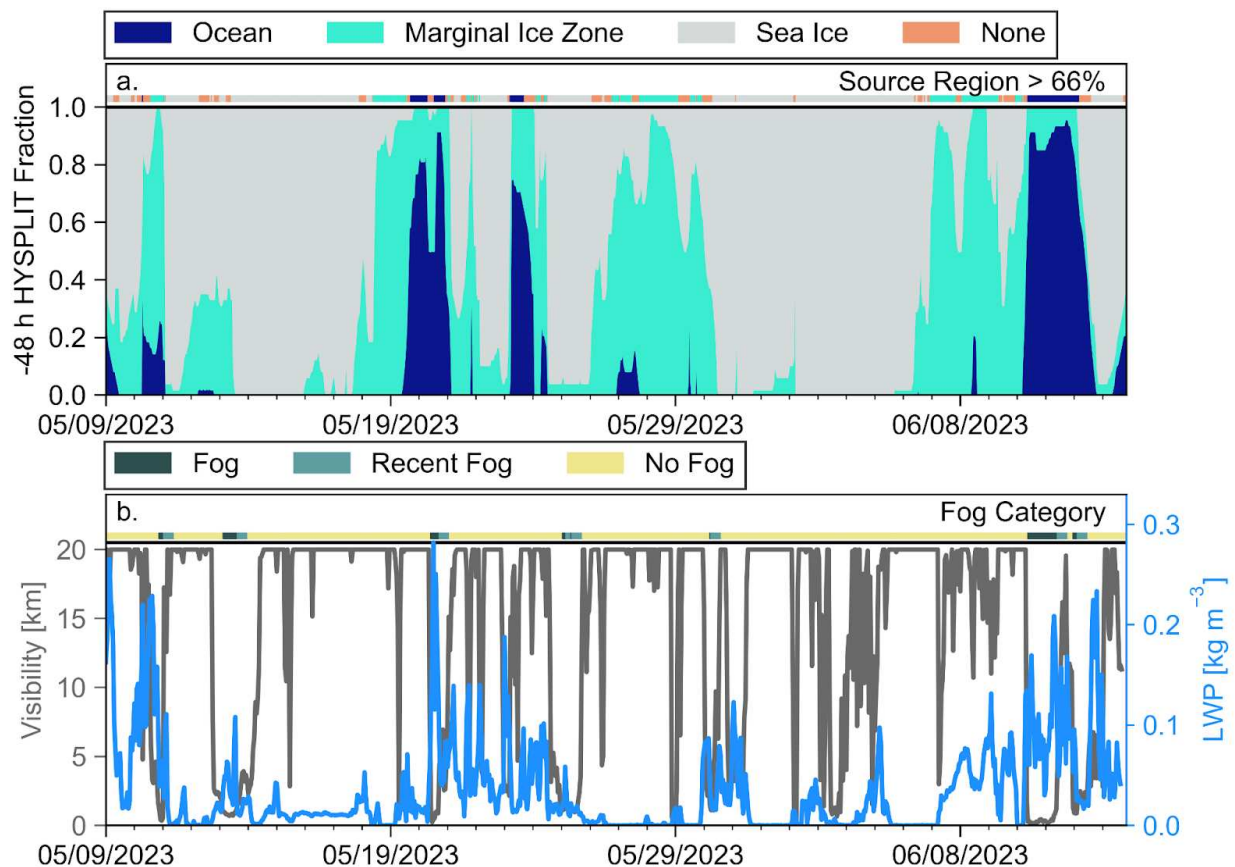 Ocean Marginal Ice Zone Sea Ice None
a. Source Region > 66%
-48 h HYSPLIT Fraction
1.0
0.8
0.6
0.4
0.2
0.0
05/09/2023 05/19/2023 05/29/2023 06/08/2023
Fog Recent Fog No Fog
b. Fog Category
Visibility [km]
20
15
10
5
0
0.3
0.2
0.1
0.0
LWP [kg m⁻³]
05/09/2023 05/19/2023 05/29/2023 06/08/2023